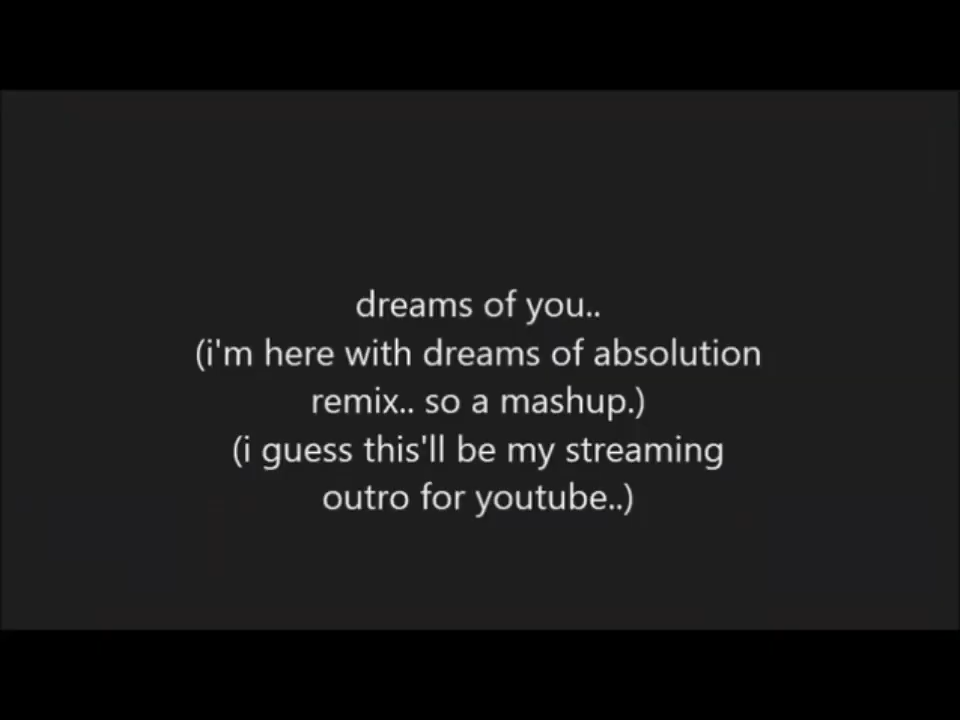 dreams of you..
(i'm here with dreams of absolution
remix.. so a mashup.)
(i guess this'll be my streaming
outro for youtube..)